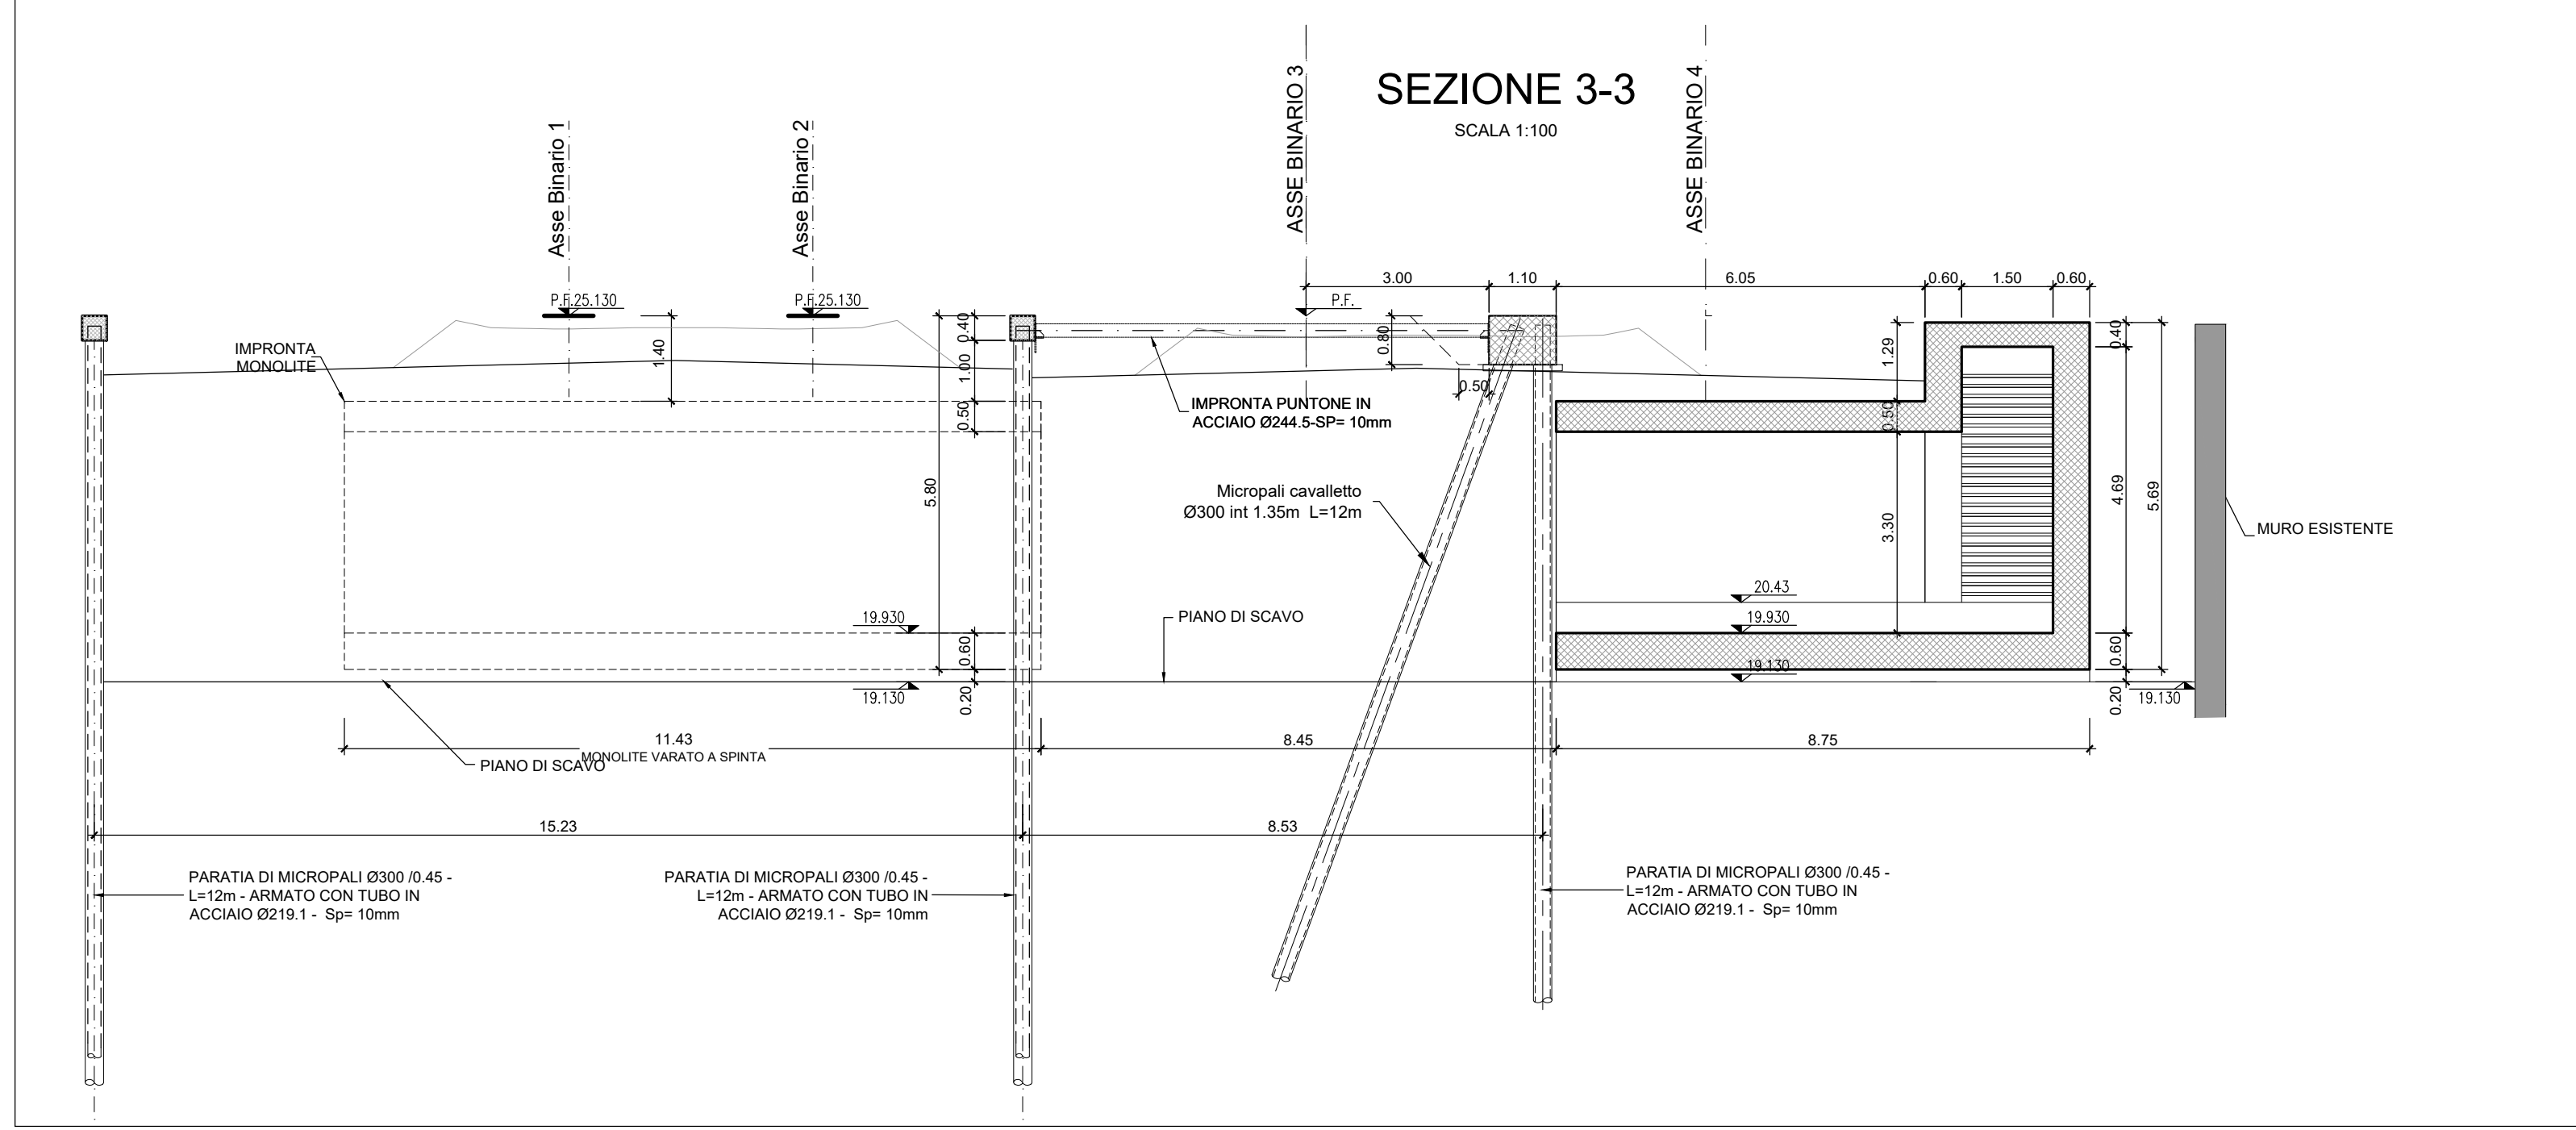 SEZIONE 3-3
SCALA 1:100
Asse Binario 1
Asse Binario 2
ASSE BINARIO 3
ASSE BINARIO 4
3.00
1.10
6.05
0.60
1.50
0.60
P.F.25.130
P.F.25.130
P.F.
IMPRONTA
MONOLITE
1.40
0.40
1.00
0.50
5.80
0.80
0.50
1.29
0.50
0.40
IMPRONTA PUNTONE IN
ACCIAIO Ø244.5-SP= 10mm
Micropali cavalletto
Ø300 int 1.35m L=12m
3.30
4.69
5.69
MURO ESISTENTE
20.43
19.930
19.930
PIANO DI SCAVO
0.60
0.60
19.130
19.130
19.130
0.20
0.20
11.43
MONOLITE VARATO A SPINTA
8.45
8.75
PIANO DI SCAVO
15.23
8.53
PARATIA DI MICROPALI Ø300 /0.45 -
L=12m - ARMATO CON TUBO IN
ACCIAIO Ø219.1 - Sp= 10mm
PARATIA DI MICROPALI Ø300 /0.45 -
L=12m - ARMATO CON TUBO IN
ACCIAIO Ø219.1 - Sp= 10mm
PARATIA DI MICROPALI Ø300 /0.45 -
L=12m - ARMATO CON TUBO IN
ACCIAIO Ø219.1 - Sp= 10mm